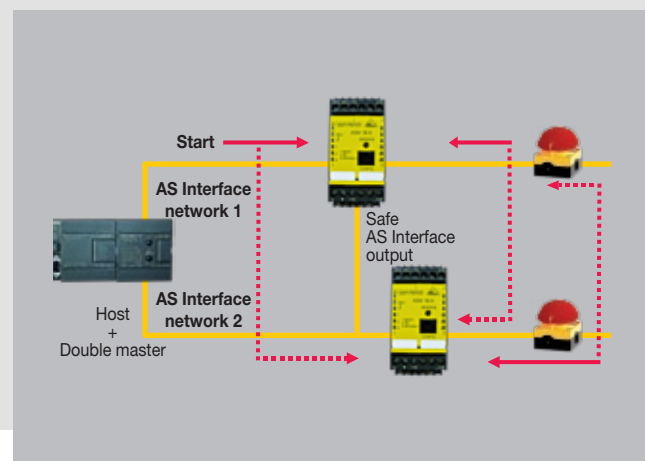 Start
AS Interface
network 1
Safe
AS Interface
output
Host
+
Double master
AS Interface
network 2